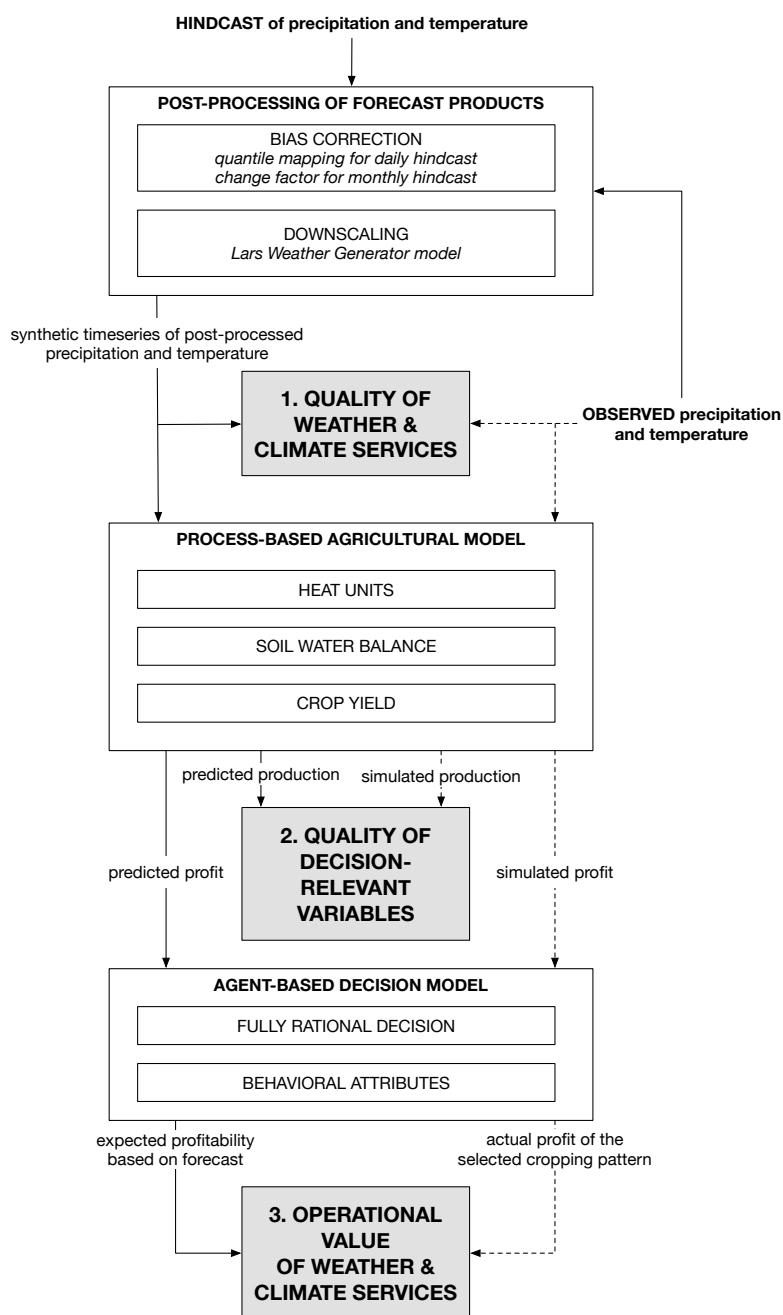 HINDCAST of precipitation and temperature
POST-PROCESSING OF FORECAST PRODUCTS
BIAS CORRECTION
quantile mapping for daily hindcast
change factor for monthly hindcast
DOWNSCALING
Lars Weather Generator model
synthetic timeseries of post-processed
precipitation and temperature
1. QUALITY OF
WEATHER &
CLIMATE SERVICES
OBSERVED precipitation
and temperature
PROCESS-BASED AGRICULTURAL MODEL
HEAT UNITS
SOIL WATER BALANCE
CROP YIELD
predicted production
simulated production
2. QUALITY OF
DECISION-
RELEVANT
VARIABLES
predicted profit
simulated profit
AGENT-BASED DECISION MODEL
FULLY RATIONAL DECISION
BEHAVIORAL ATTRIBUTES
expected profitability
based on forecast
actual profit of the
selected cropping pattern
3. OPERATIONAL
VALUE
OF WEATHER &
CLIMATE SERVICES